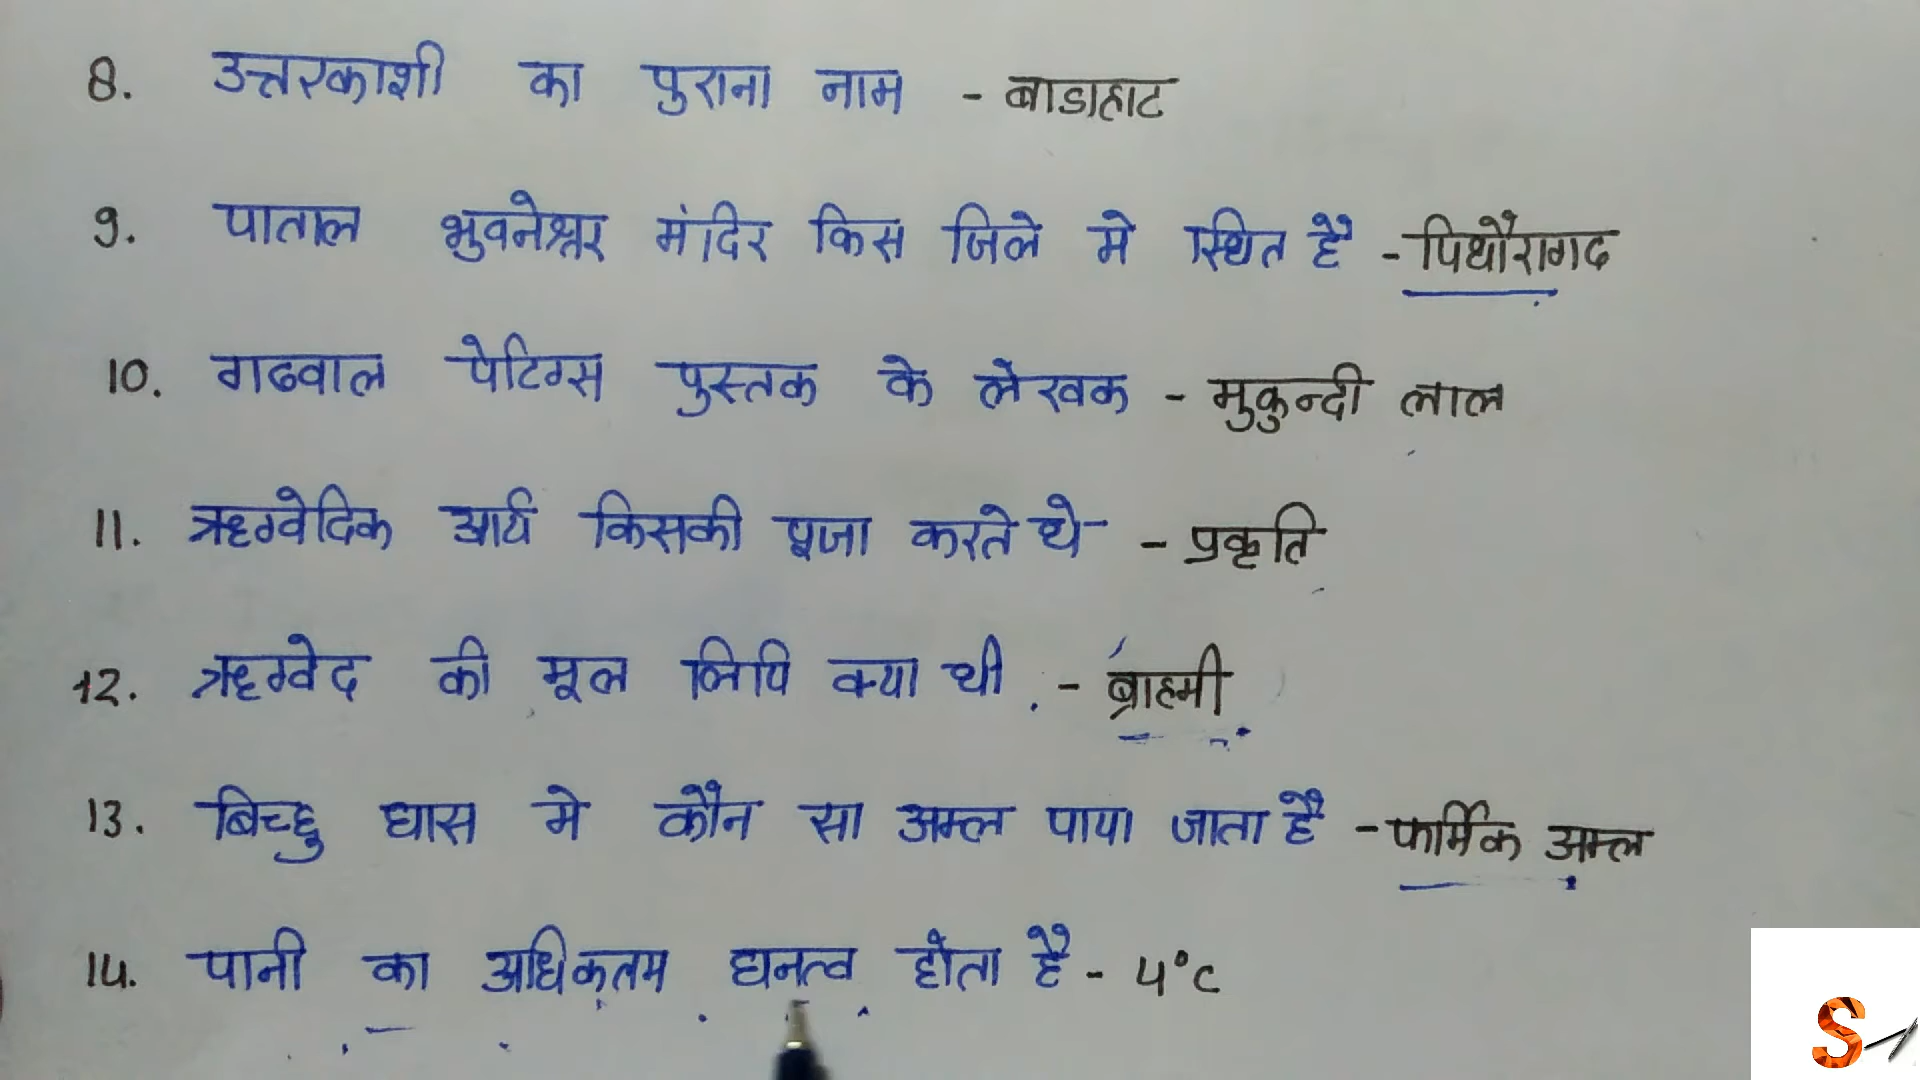 8. उत्तरकाशी का पुराना नाम - बाडाहाट
9. पाताल भुवनेश्वर मंदिर किस जिले मे स्थित है - पिथौरागढ
10. गढवाल पेटिंग्स पुस्तक के लेखक - मुकुन्दी लाल
11. ऋग्वेदिक आर्य किसकी पूजा करते थे - प्रकृति
12. ऋग्वेद की मूल लिपि क्या थी - ब्राह्मी
13. बिच्छु घास मे कौन सा अम्ल पाया जाता है - फार्मिक अम्ल
14. पानी का अधिकतम घनत्व होता है - 4°C
S